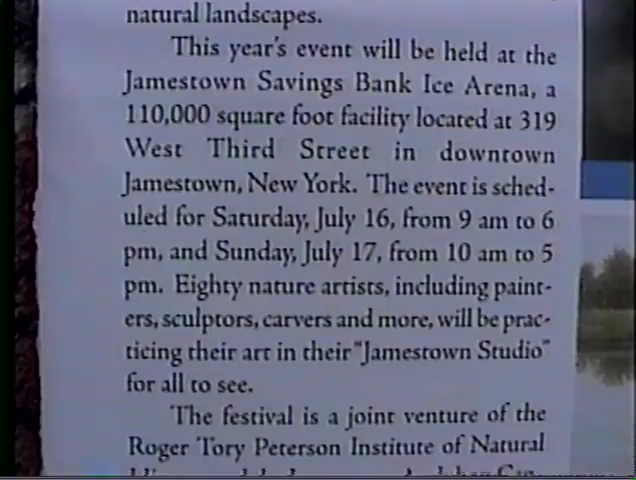 natural landscapes.
This year's event will be held at the
Jamestown Savings Bank Ice Arena, a
110,000 square foot facility located at 319
West Third Street in downtown
Jamestown, New York. The event is sched-
uled for Saturday, July 16, from 9 am to 6
pm, and Sunday, July 17, from 10 am to 5
pm. Eighty nature artists, including paint-
ers, sculptors, carvers and more, will be prac-
ticing their art in their "Jamestown Studio"
for all to see.
The festival is a joint venture of the
Roger Tory Peterson Institute of Natural